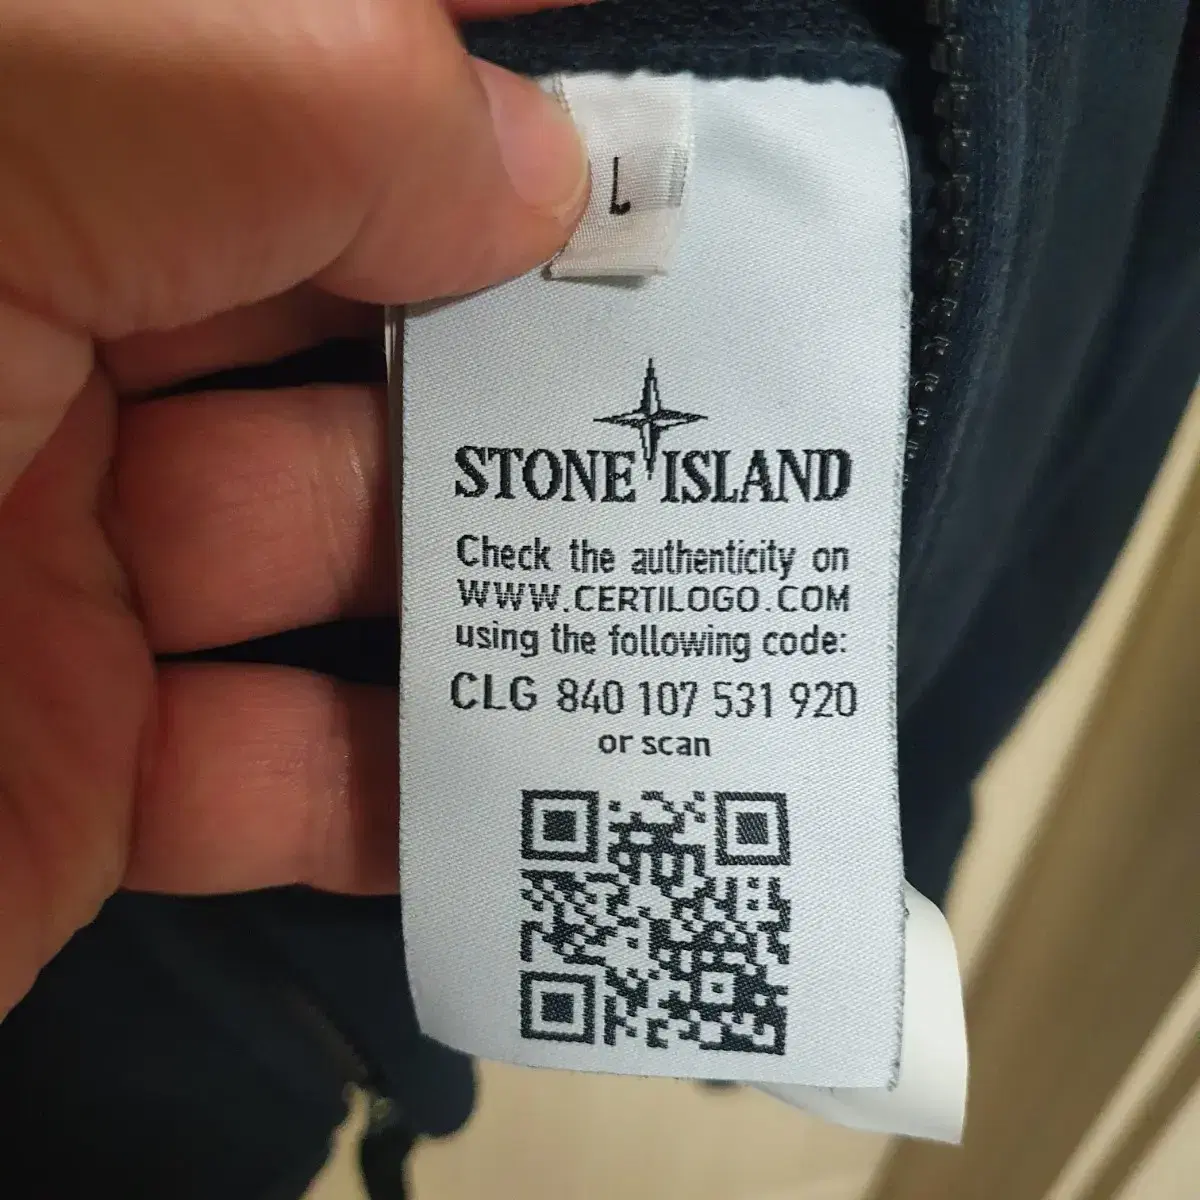 L
STONE ISLAND
Check the authenticity on
WWW.CERTILOGO.COM
using the following code:
CLG 840 107 531 920
or scan